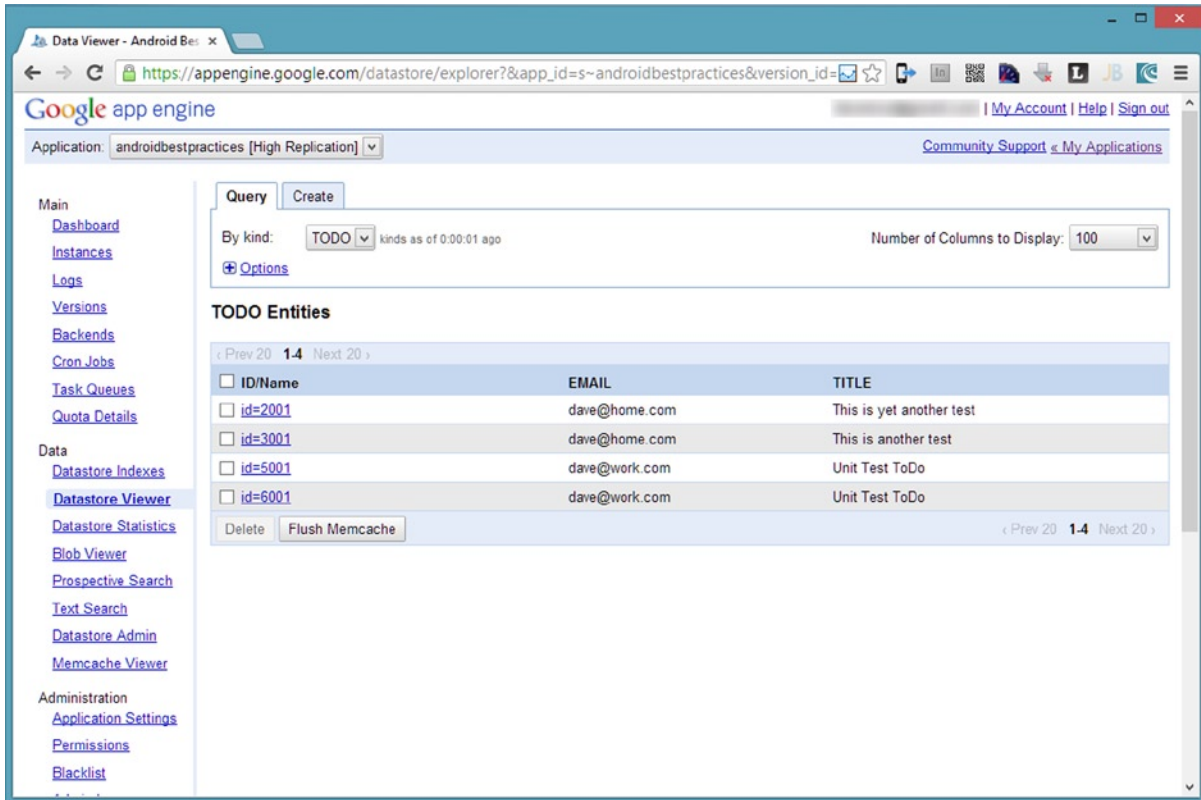 Data Viewer - Android Bes
https://appengine.google.com/datastore/explorer?&app_id=s~androidbestpractices&version_id=
Google app engine
| My Account | Help | Sign out
Application: androidbestpractices [High Replication]
Community Support « My Applications
Main
Dashboard
Instances
Logs
Versions
Backends
Cron Jobs
Task Queues
Quota Details
Data
Datastore Indexes
Datastore Viewer
Datastore Statistics
Blob Viewer
Prospective Search
Text Search
Datastore Admin
Memcache Viewer
Administration
Application Settings
Permissions
Blacklist
Query Create
By kind: TODO kinds as of 0:00:01 ago
Number of Columns to Display: 100
Options
TODO Entities
‹ Prev 20 1-4 Next 20 ›
ID/Name EMAIL TITLE
id=2001 dave@home.com This is yet another test
id=3001 dave@home.com This is another test
id=5001 dave@work.com Unit Test ToDo
id=6001 dave@work.com Unit Test ToDo
Delete Flush Memcache
‹ Prev 20 1-4 Next 20 ›